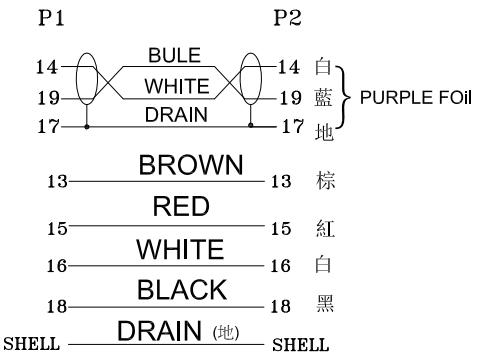 P1 P2
BULE
14 14 白
WHITE
19 19 藍 PURPLE FOil
DRAIN
17 17 地
BROWN
13 13 棕
RED
15 15 紅
WHITE
16 16 白
BLACK
18 18 黑
DRAIN (地)
SHELL SHELL